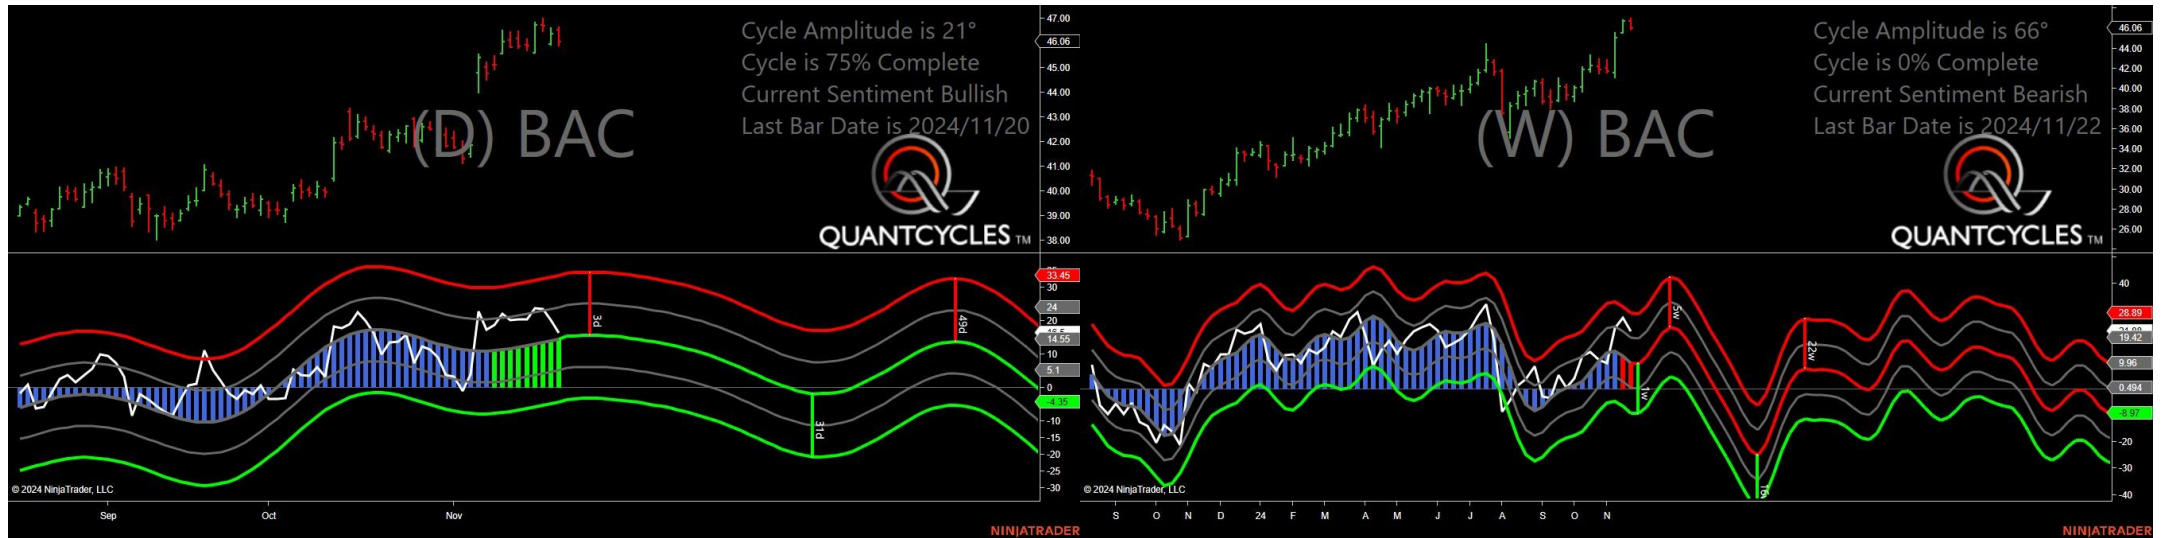 Cycle Amplitude is 21°
Cycle is 75% Complete
Current Sentiment Bullish
Last Bar Date is 2024/11/20
(D) BAC
QUANTCYCLES TM
47.00
46.06
45.00
44.00
43.00
42.00
41.00
40.00
39.00
38.00
33.45
30
24
20
14.55
10
5.1
0
-4.35
-10
-15
-20
-25
-30
3d
31d
49d
© 2024 NinjaTrader, LLC
Sep Oct Nov
NINJATRADER
Cycle Amplitude is 66°
Cycle is 0% Complete
Current Sentiment Bearish
Last Bar Date is 2024/11/22
(W) BAC
QUANTCYCLES TM
46.06
44.00
42.00
40.00
38.00
36.00
34.00
32.00
30.00
28.00
26.00
40
28.89
19.42
9.96
0.494
-8.97
-20
-30
-40
1w
5w
22w
© 2024 NinjaTrader, LLC
S O N D 24 F M A M J J A S O N
NINJATRADER